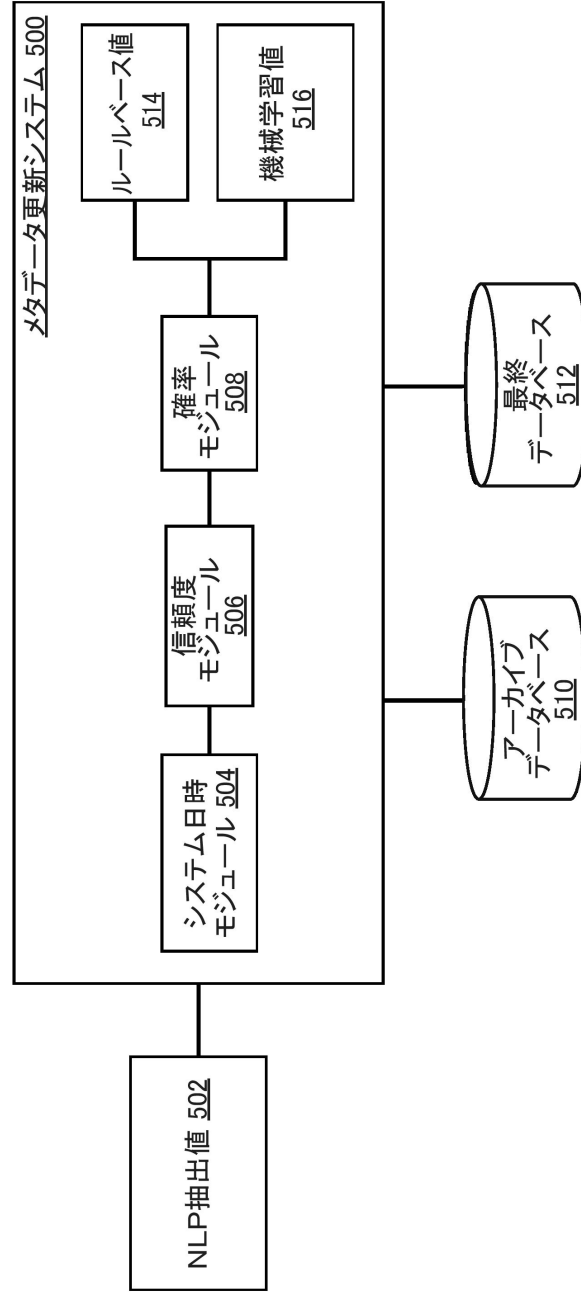 メタデータ更新システム 500
NLP抽出値 502
システム日時
モジュール 504
信頼度
モジュール
506
確率
モジュール
508
ルールベース値
514
機械学習値
516
アーカイブ
データベース
510
最終
データベース
512